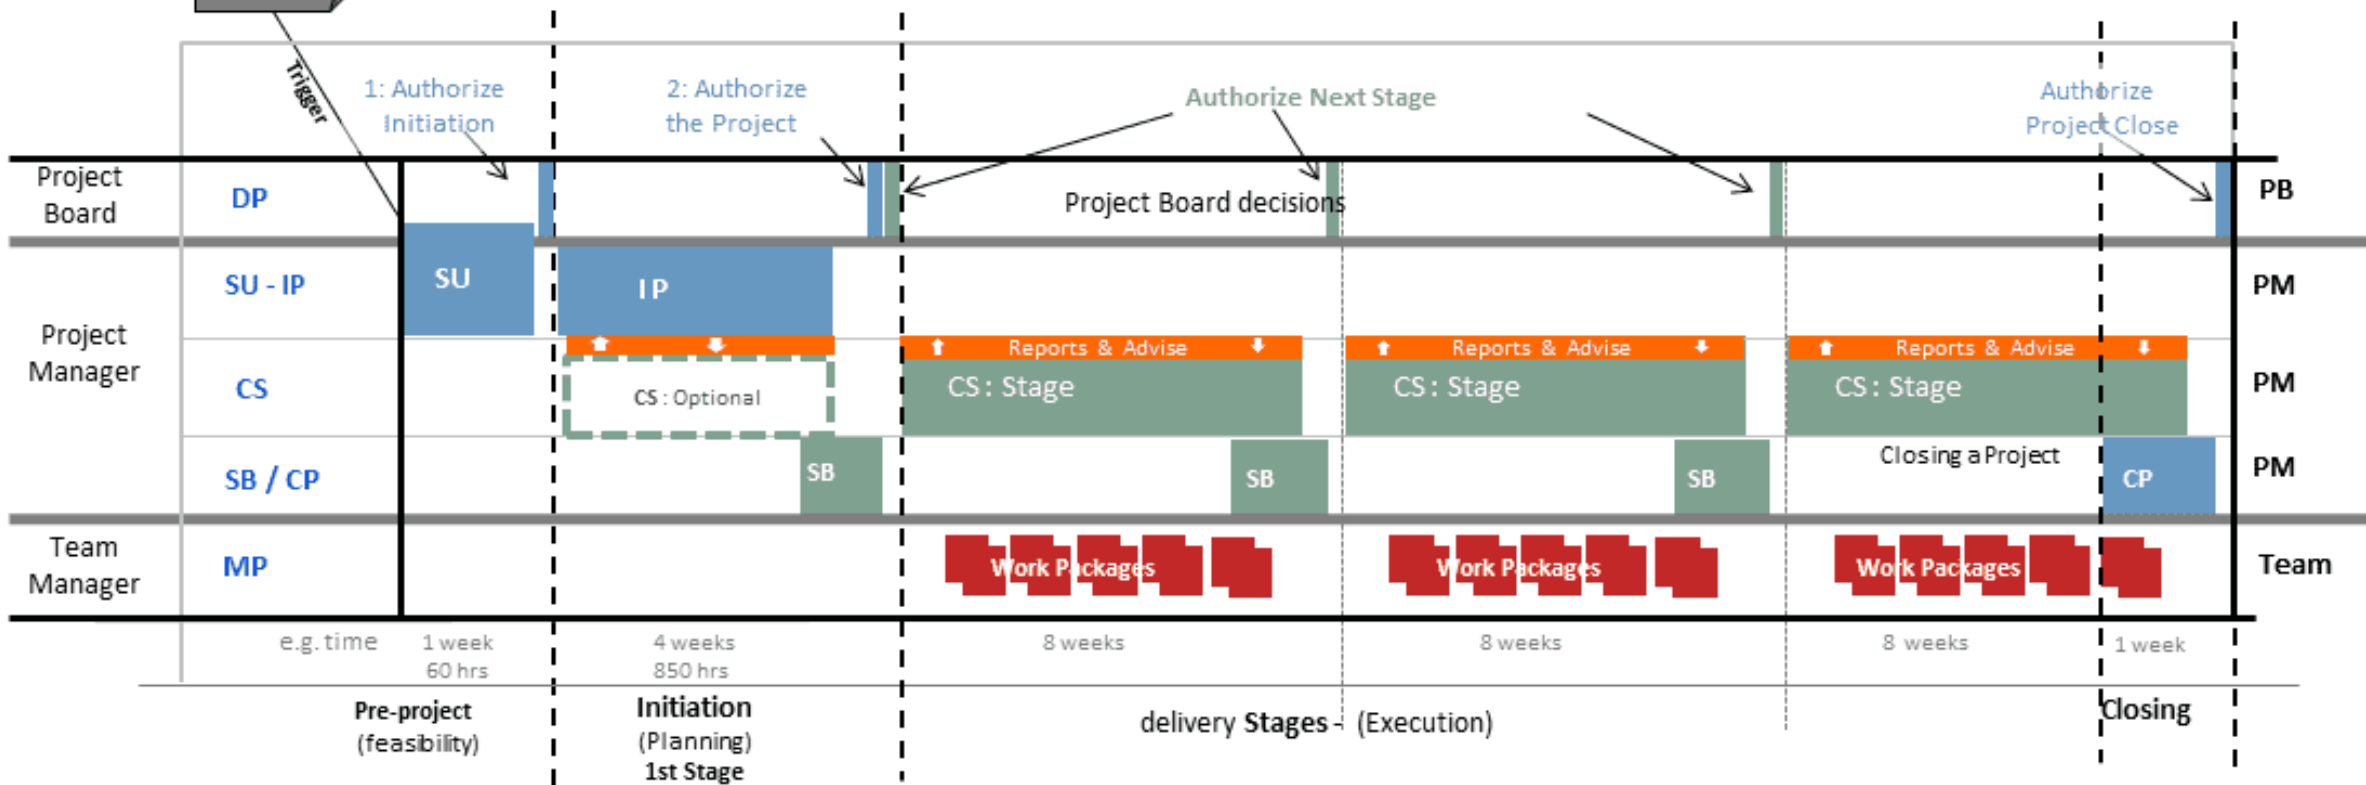 Trigger
1: Authorize
Initiation
2: Authorize
the Project
Authorize Next Stage
Authorize
Project Close
Project
Board
DP
Project Board decisions
PB
SU - IP
SU
IP
PM
Project
Manager
Reports & Advise
Reports & Advise
Reports & Advise
CS
CS : Optional
CS : Stage
CS : Stage
CS : Stage
PM
SB / CP
SB
SB
SB
Closing a Project
CP
PM
Team
Manager
MP
Work Packages
Work Packages
Work Packages
Team
e.g. time
1 week
60 hrs
4 weeks
850 hrs
8 weeks
8 weeks
8 weeks
1 week
Pre-project
(feasibility)
Initiation
(Planning)
1st Stage
delivery Stages - (Execution)
Closing